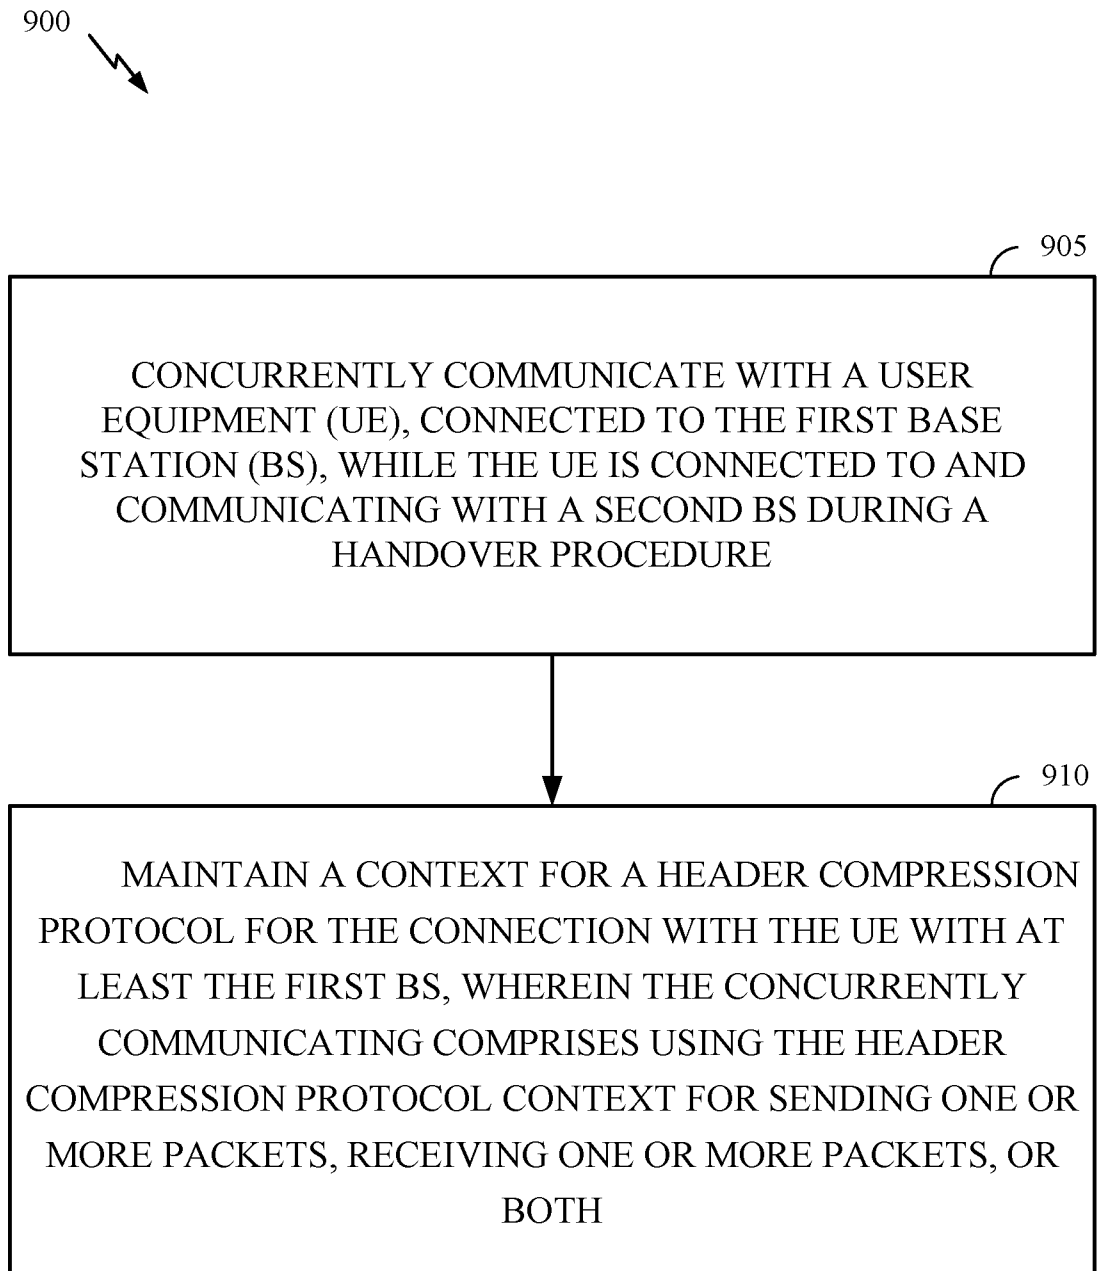 900
905
CONCURRENTLY COMMUNICATE WITH A USER
EQUIPMENT (UE), CONNECTED TO THE FIRST BASE
STATION (BS), WHILE THE UE IS CONNECTED TO AND
COMMUNICATING WITH A SECOND BS DURING A
HANDOVER PROCEDURE
910
MAINTAIN A CONTEXT FOR A HEADER COMPRESSION
PROTOCOL FOR THE CONNECTION WITH THE UE WITH AT
LEAST THE FIRST BS, WHEREIN THE CONCURRENTLY
COMMUNICATING COMPRISES USING THE HEADER
COMPRESSION PROTOCOL CONTEXT FOR SENDING ONE OR
MORE PACKETS, RECEIVING ONE OR MORE PACKETS, OR
BOTH